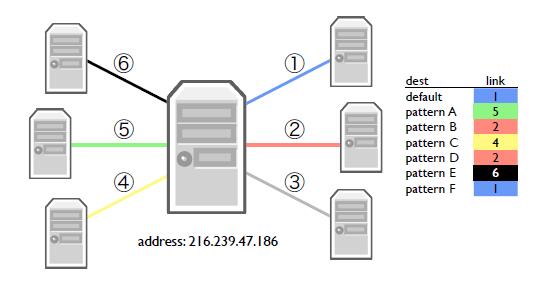 ⑥
①
⑤
②
④
③
address: 216.239.47.186
dest link
default 1
pattern A 5
pattern B 2
pattern C 4
pattern D 2
pattern E 6
pattern F 1